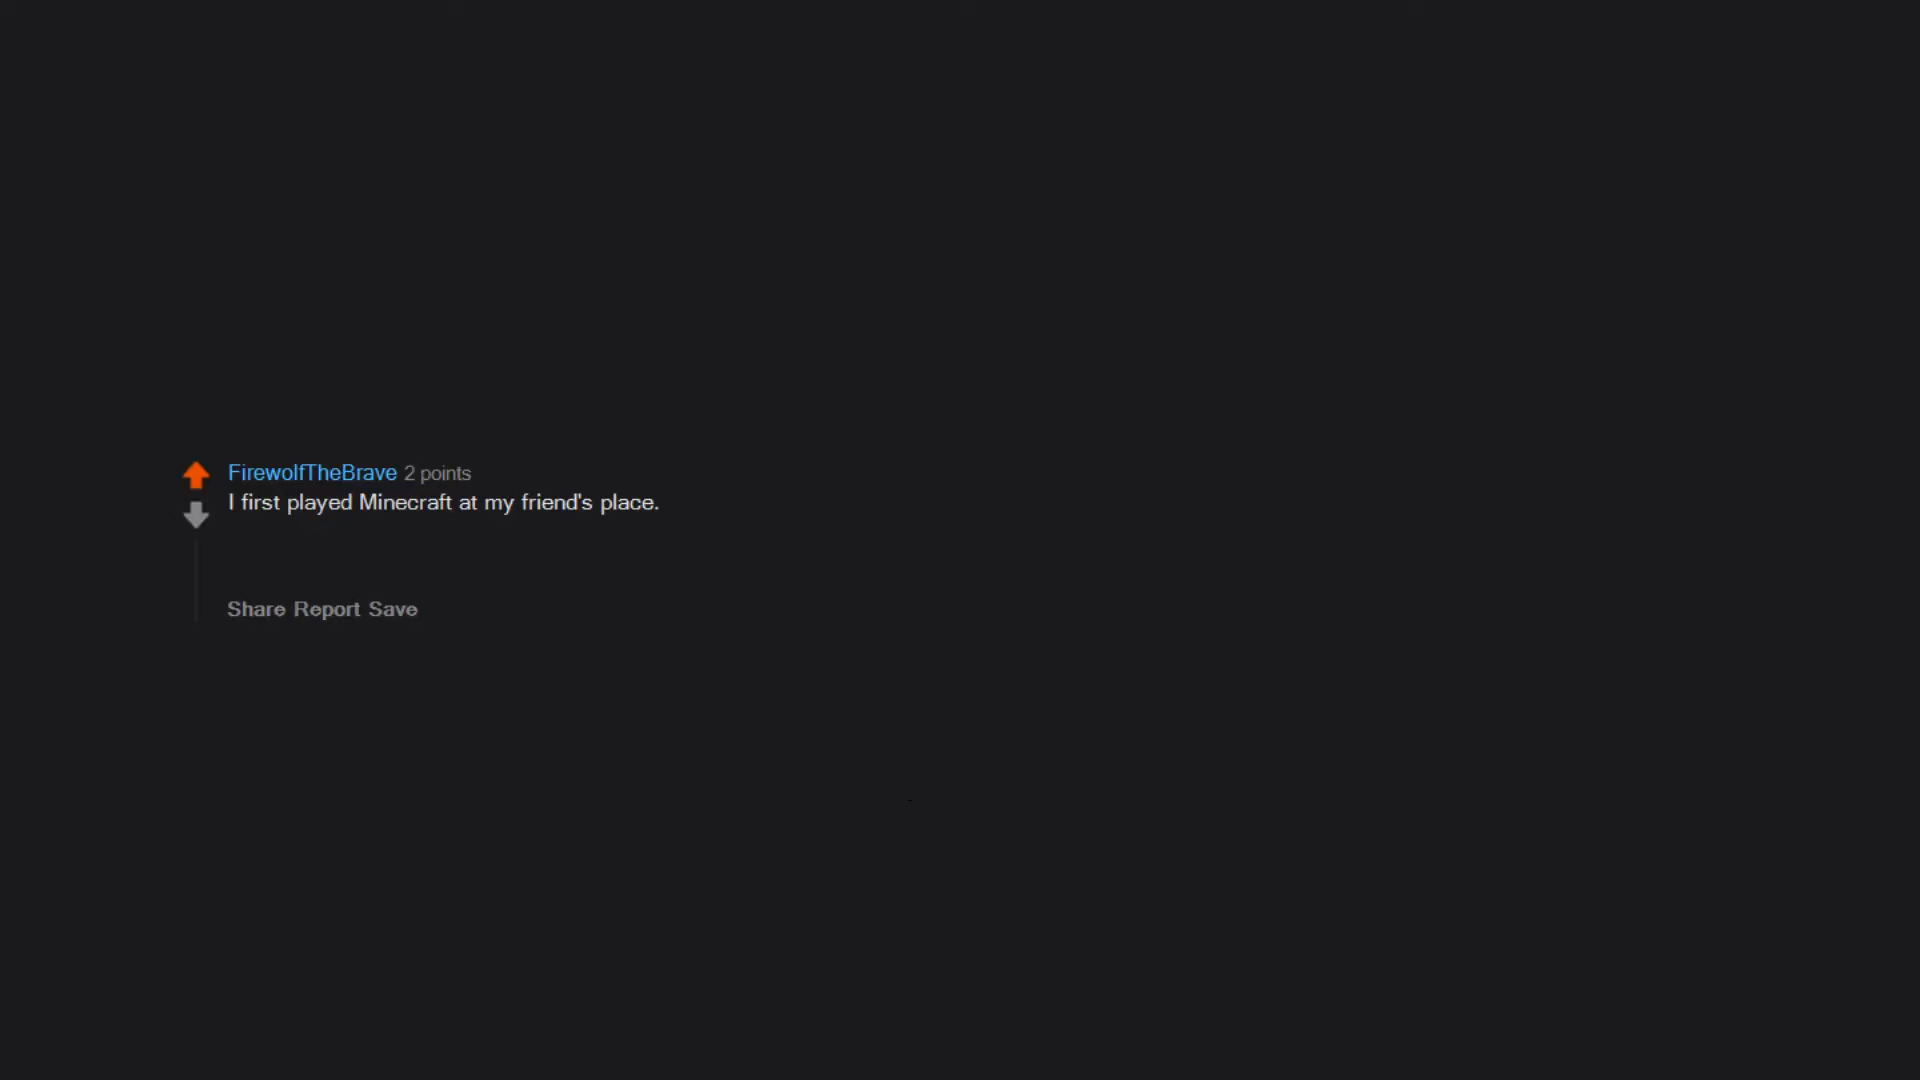 FirewolfTheBrave 2 points
I first played Minecraft at my friend's place.
Share Report Save